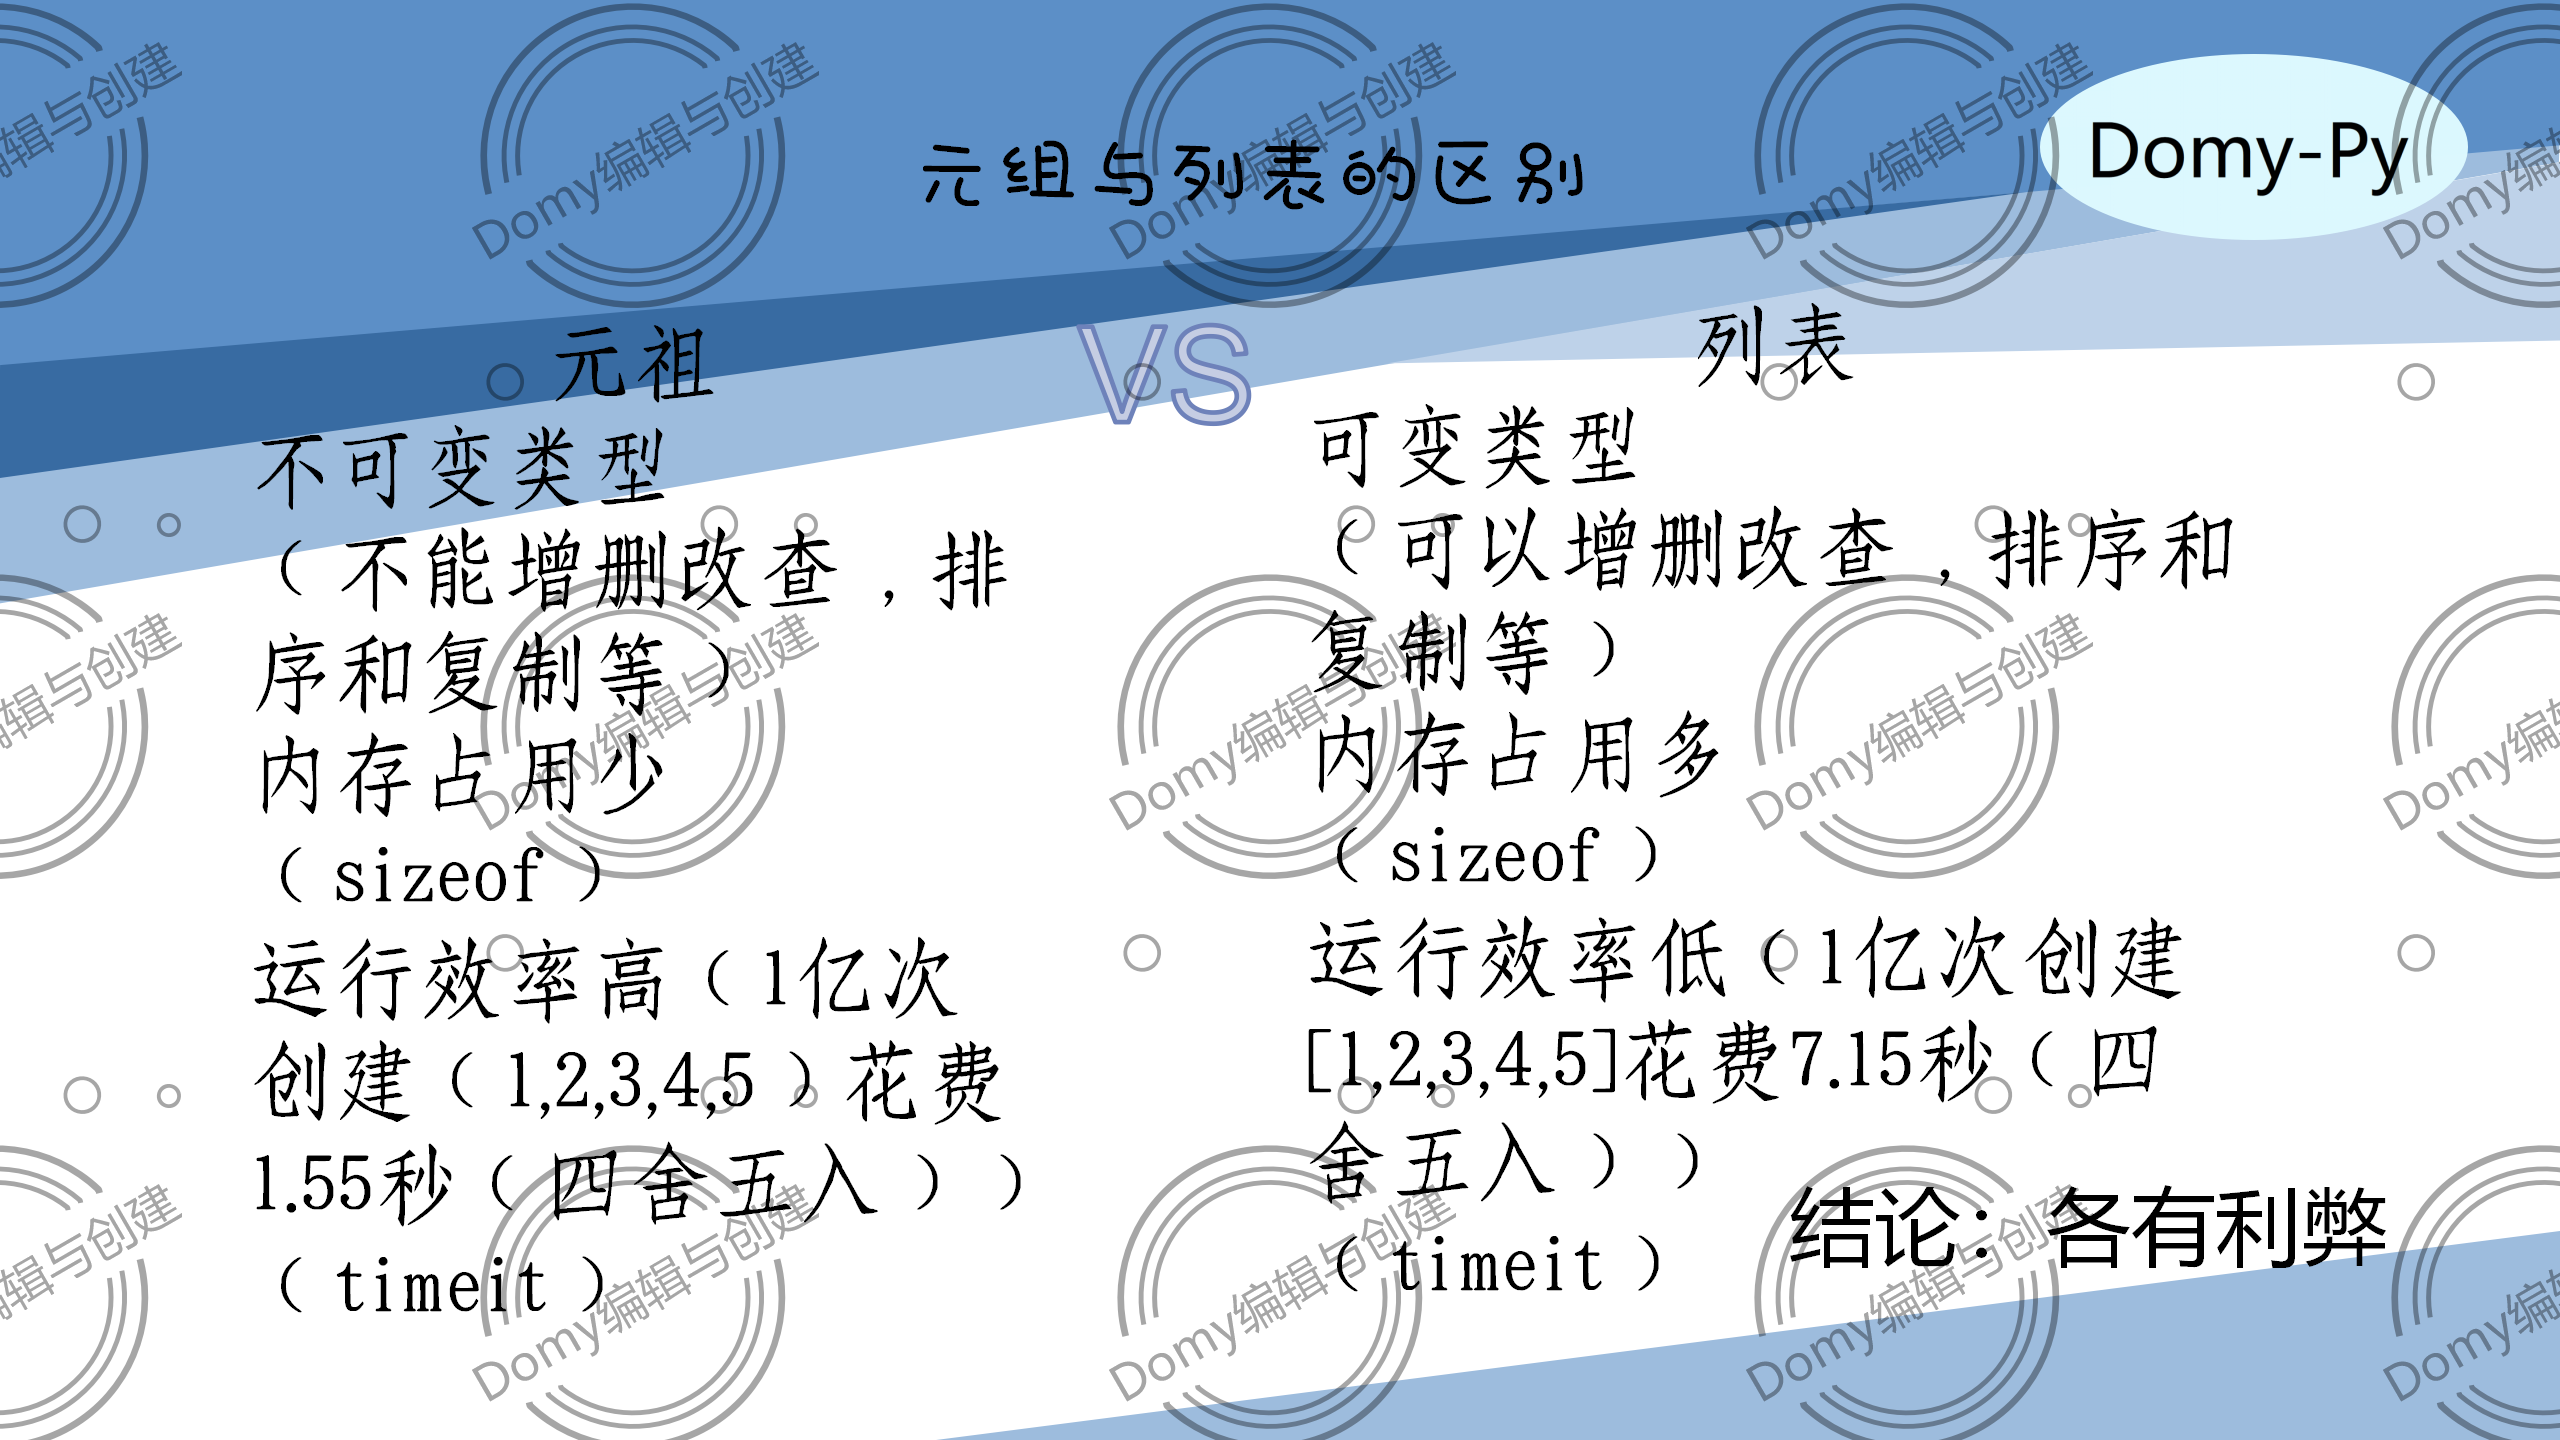 元组与列表的区别
Domy-Py
VS
元祖
不可变类型
（不能增删改查，排
序和复制等）
内存占用少
（sizeof）
运行效率高（1亿次
创建（1,2,3,4,5）花费
1.55秒（四舍五入））
（timeit）
列表
可变类型
（可以增删改查，排序和
复制等）
内存占用多
（sizeof）
运行效率低（1亿次创建
[1,2,3,4,5]花费7.15秒（四
舍五入））
（timeit）
结论：各有利弊
Domy编辑与创建